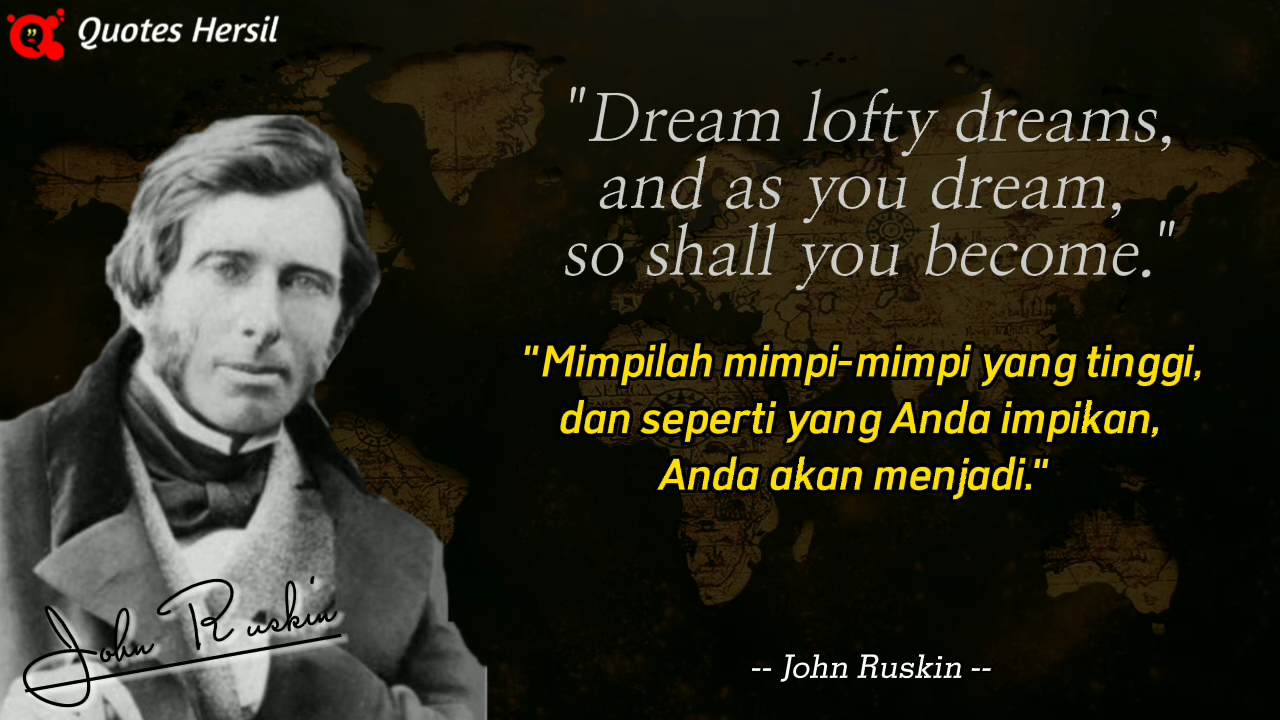 Quotes Hersil
"Dream lofty dreams,
and as you dream,
so shall you become."
"Mimpilah mimpi-mimpi yang tinggi,
dan seperti yang Anda impikan,
Anda akan menjadi."
John Ruskin
-- John Ruskin --